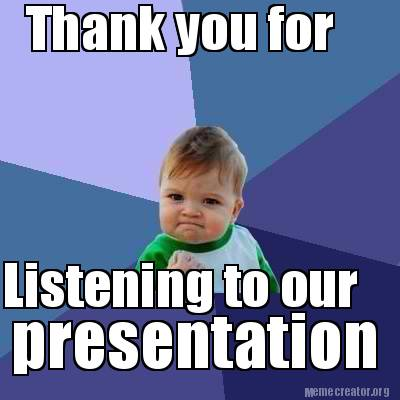 Thank you for
Listening to our
presentation
Memecreator.org